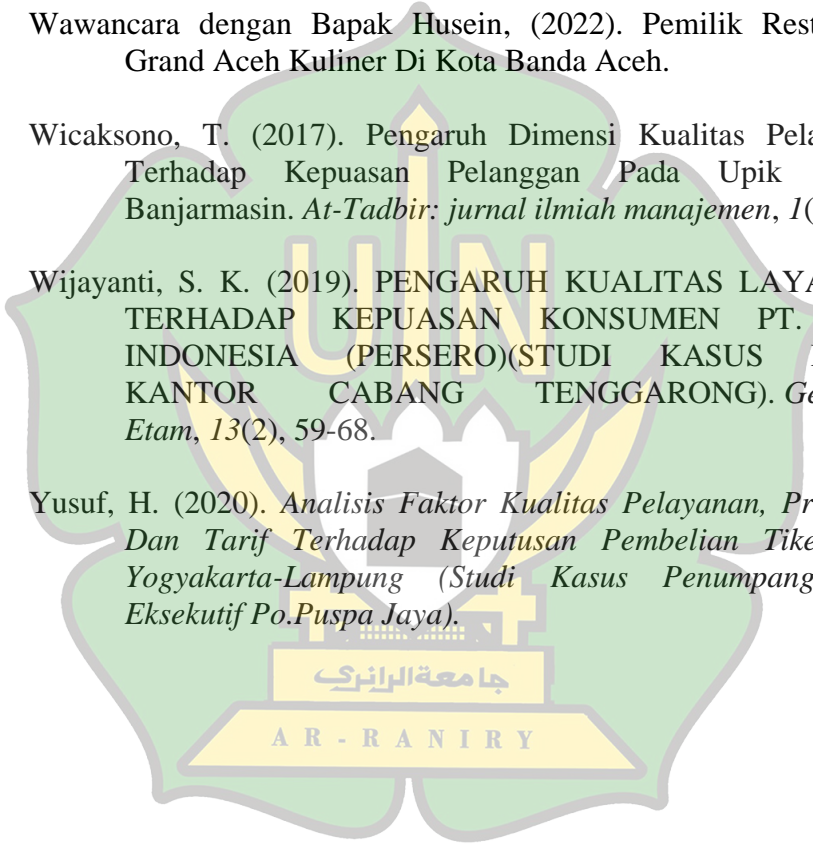 Wawancara dengan Bapak Husein, (2022). Pemilik Rest
Grand Aceh Kuliner Di Kota Banda Aceh.
Wicaksono, T. (2017). Pengaruh Dimensi Kualitas Pela
Terhadap Kepuasan Pelanggan Pada Upik
Banjarmasin. At-Tadbir: jurnal ilmiah manajemen, 1(
Wijayanti, S. K. (2019). PENGARUH KUALITAS LAYA
TERHADAP KEPUASAN KONSUMEN PT.
INDONESIA (PERSERO)(STUDI KASUS
KANTOR CABANG TENGGARONG). Ge
Etam, 13(2), 59-68.
Yusuf, H. (2020). Analisis Faktor Kualitas Pelayanan, Pr
Dan Tarif Terhadap Keputusan Pembelian Tike
Yogyakarta-Lampung (Studi Kasus Penumpang
Eksekutif Po.Puspa Jaya).
UIN
جامعةالرانري
AR-RANIRY